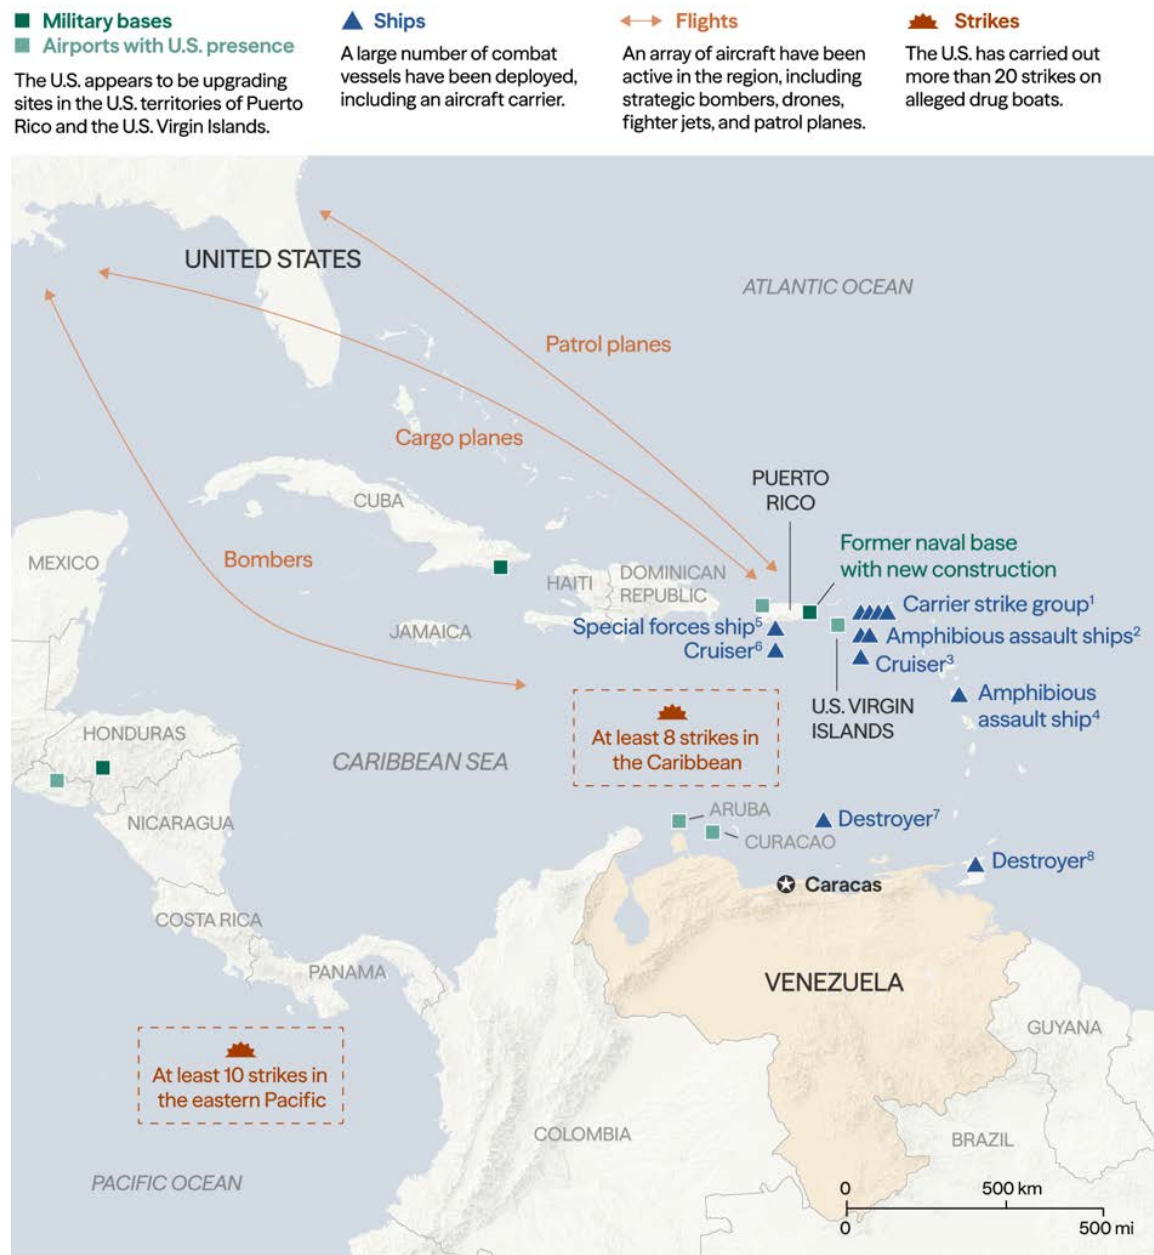 Military bases
Airports with U.S. presence
The U.S. appears to be upgrading
sites in the U.S. territories of Puerto
Rico and the U.S. Virgin Islands.
Ships
A large number of combat
vessels have been deployed,
including an aircraft carrier.
Flights
An array of aircraft have been
active in the region, including
strategic bombers, drones,
fighter jets, and patrol planes.
Strikes
The U.S. has carried out
more than 20 strikes on
alleged drug boats.
UNITED STATES
ATLANTIC OCEAN
Patrol planes
Cargo planes
PUERTO
RICO
CUBA
MEXICO
Bombers
Former naval base
with new construction
HAITI
DOMINICAN
REPUBLIC
Carrier strike group¹
Special forces ship⁵
JAMAICA
Amphibious assault ships²
Cruiser⁶
Cruiser³
Amphibious
assault ship⁴
U.S. VIRGIN
ISLANDS
HONDURAS
At least 8 strikes in
the Caribbean
CARIBBEAN SEA
NICARAGUA
ARUBA
CURACAO
Destroyer⁷
Destroyer⁸
Caracas
COSTA RICA
PANAMA
VENEZUELA
GUYANA
At least 10 strikes in
the eastern Pacific
COLOMBIA
BRAZIL
PACIFIC OCEAN
0 500 km
0 500 mi